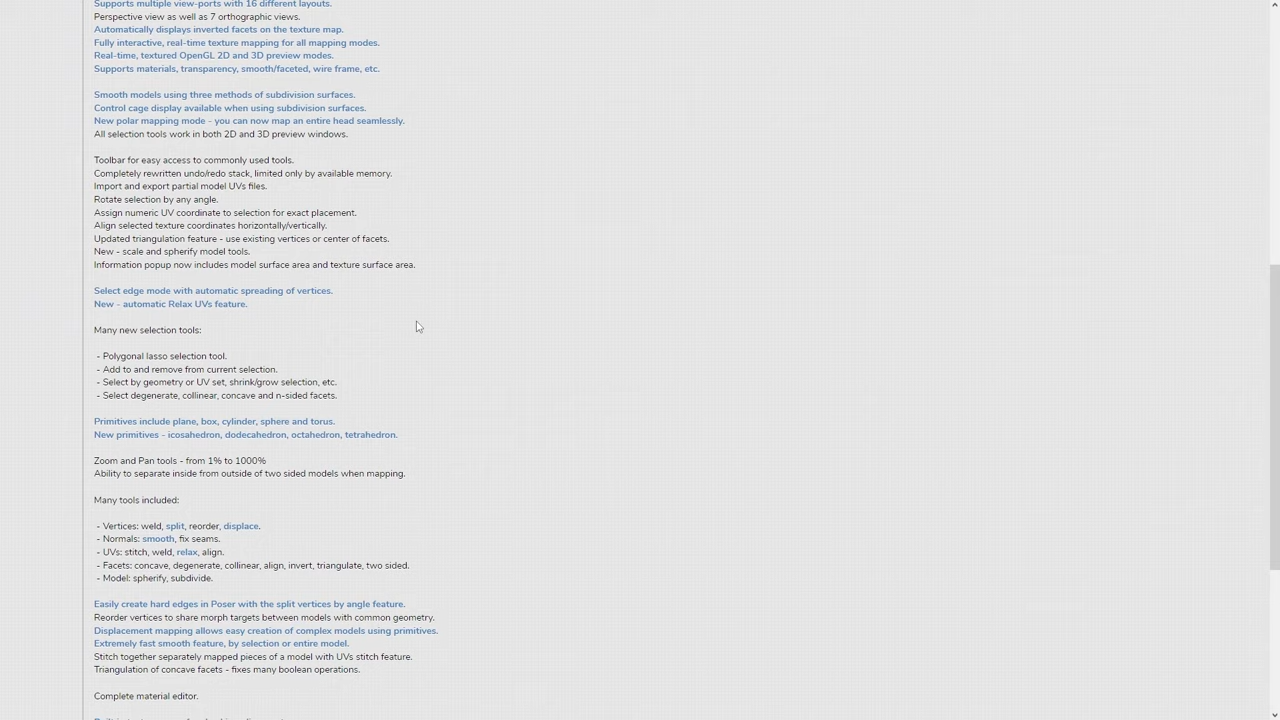 Supports multiple view-ports with 16 different layouts.
Perspective view as well as 7 orthographic views.
Automatically displays inverted facets on the texture map.
Fully interactive, real-time texture mapping for all mapping modes.
Real-time, textured OpenGL 2D and 3D preview modes.
Supports materials, transparency, smooth/faceted, wire frame, etc.
Smooth models using three methods of subdivision surfaces.
Control cage display available when using subdivision surfaces.
New polar mapping mode - you can now map an entire head seamlessly.
All selection tools work in both 2D and 3D preview windows.
Toolbar for easy access to commonly used tools.
Completely rewritten undo/redo stack, limited only by available memory.
Import and export partial model UVs files.
Rotate selection by any angle.
Assign numeric UV coordinate to selection for exact placement.
Align selected texture coordinates horizontally/vertically.
Updated triangulation feature - use existing vertices or center of facets.
New - scale and spherify model tools.
Information popup now includes model surface area and texture surface area.
Select edge mode with automatic spreading of vertices.
New - automatic Relax UVs feature.
Many new selection tools:
- Polygonal lasso selection tool.
- Add to and remove from current selection.
- Select by geometry or UV set, shrink/grow selection, etc.
- Select degenerate, collinear, concave and n-sided facets.
Primitives include plane, box, cylinder, sphere and torus.
New primitives - icosahedron, dodecahedron, octahedron, tetrahedron.
Zoom and Pan tools - from 1% to 1000%
Ability to separate inside from outside of two sided models when mapping.
Many tools included:
- Vertices: weld, split, reorder, displace.
- Normals: smooth, fix seams.
- UVs: stitch, weld, relax, align.
- Facets: concave, degenerate, collinear, align, invert, triangulate, two sided.
- Model: spherify, subdivide.
Easily create hard edges in Poser with the split vertices by angle feature.
Reorder vertices to share morph targets between models with common geometry.
Displacement mapping allows easy creation of complex models using primitives.
Extremely fast smooth feature, by selection or entire model.
Stitch together separately mapped pieces of a model with UVs stitch feature.
Triangulation of concave facets - fixes many boolean operations.
Complete material editor.